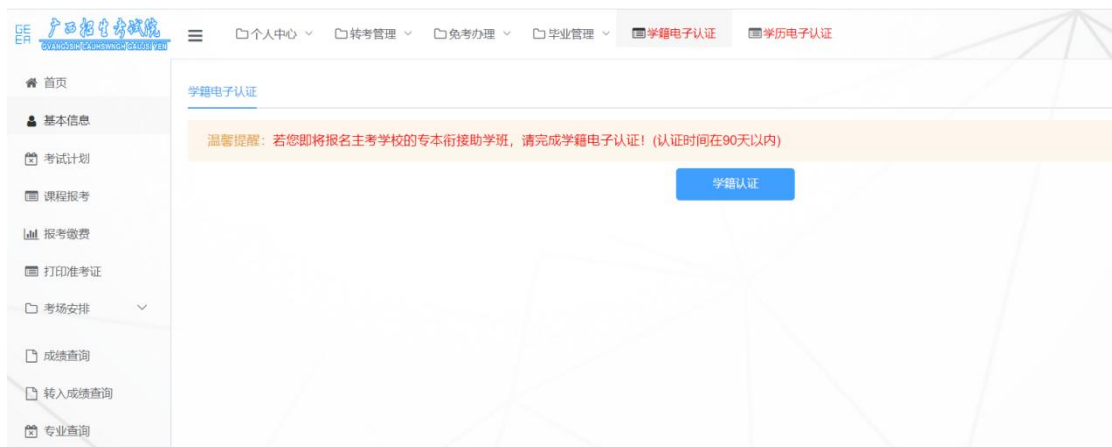 GE
EA
广西招生考试院
GVANGJSIH CAUHSWNGH GAUJSI YEN
个人中心
转考管理
免考办理
毕业管理
学籍电子认证
学历电子认证
首页
基本信息
考试计划
课程报考
报考缴费
打印准考证
考场安排
成绩查询
转入成绩查询
专业查询
学籍电子认证
温馨提醒：若您即将报名主考学校的专本衔接助学班，请完成学籍电子认证！(认证时间在90天以内)
学籍认证